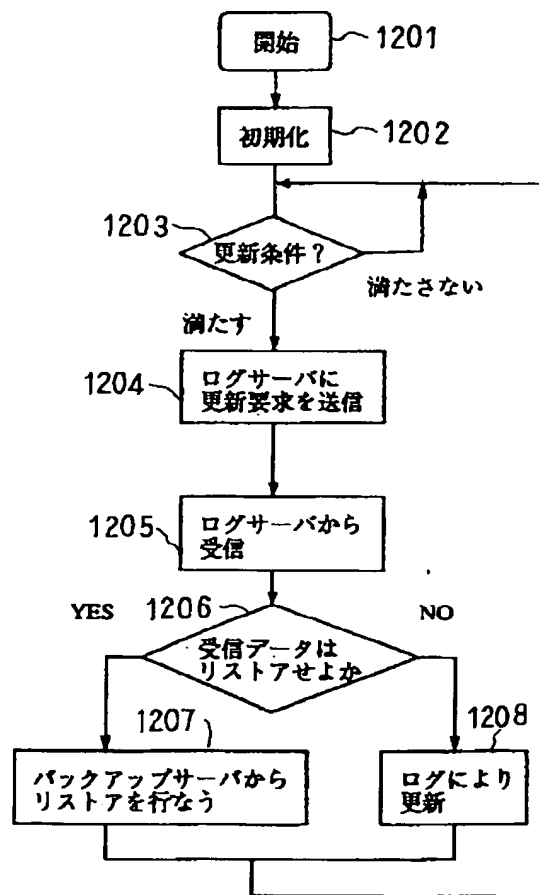 開始
1201
初期化
1202
1203
更新条件?
満たさない
満たす
1204
ログサーバに
更新要求を送信
1205
ログサーバから
受信
YES
1206
NO
受信データは
リストアせよか
1207
バックアップサーバから
リストアを行なう
1208
ログにより
更新